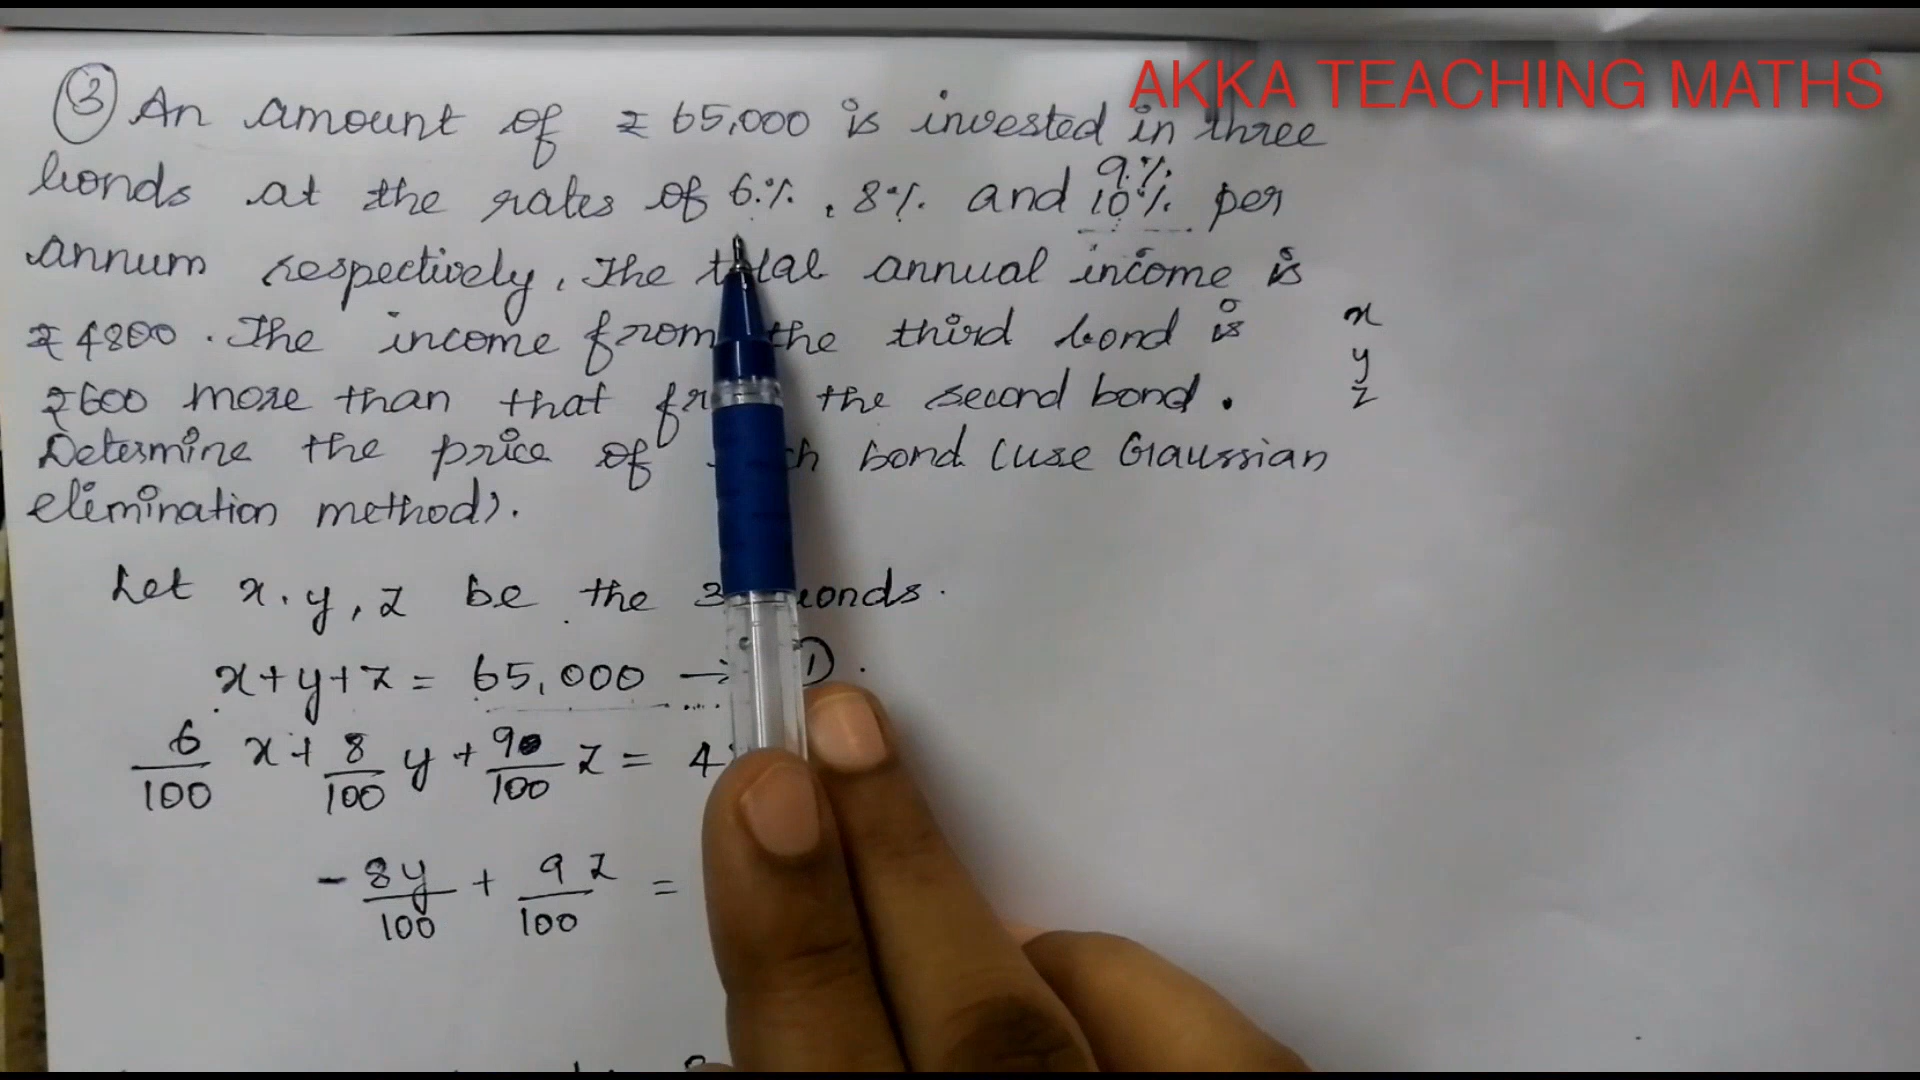 AKKA TEACHING MATHS
③ An amount of ₹ 65,000 is invested in three
9%
bonds at the rates of 6%, 8% and 10% per
annum respectively. The total annual income is
₹ 4800. The income from the third bond is
₹600 more than that the second bond.
Determine the price of bond (use Gaussian
elimination method).
x
y
z
Let x, y, z be the 3 bonds.
x+y+z = 65,000 → ①.
6/100 x + 8/100 y + 9/100 z = 4
- 8y/100 + 9z/100 =